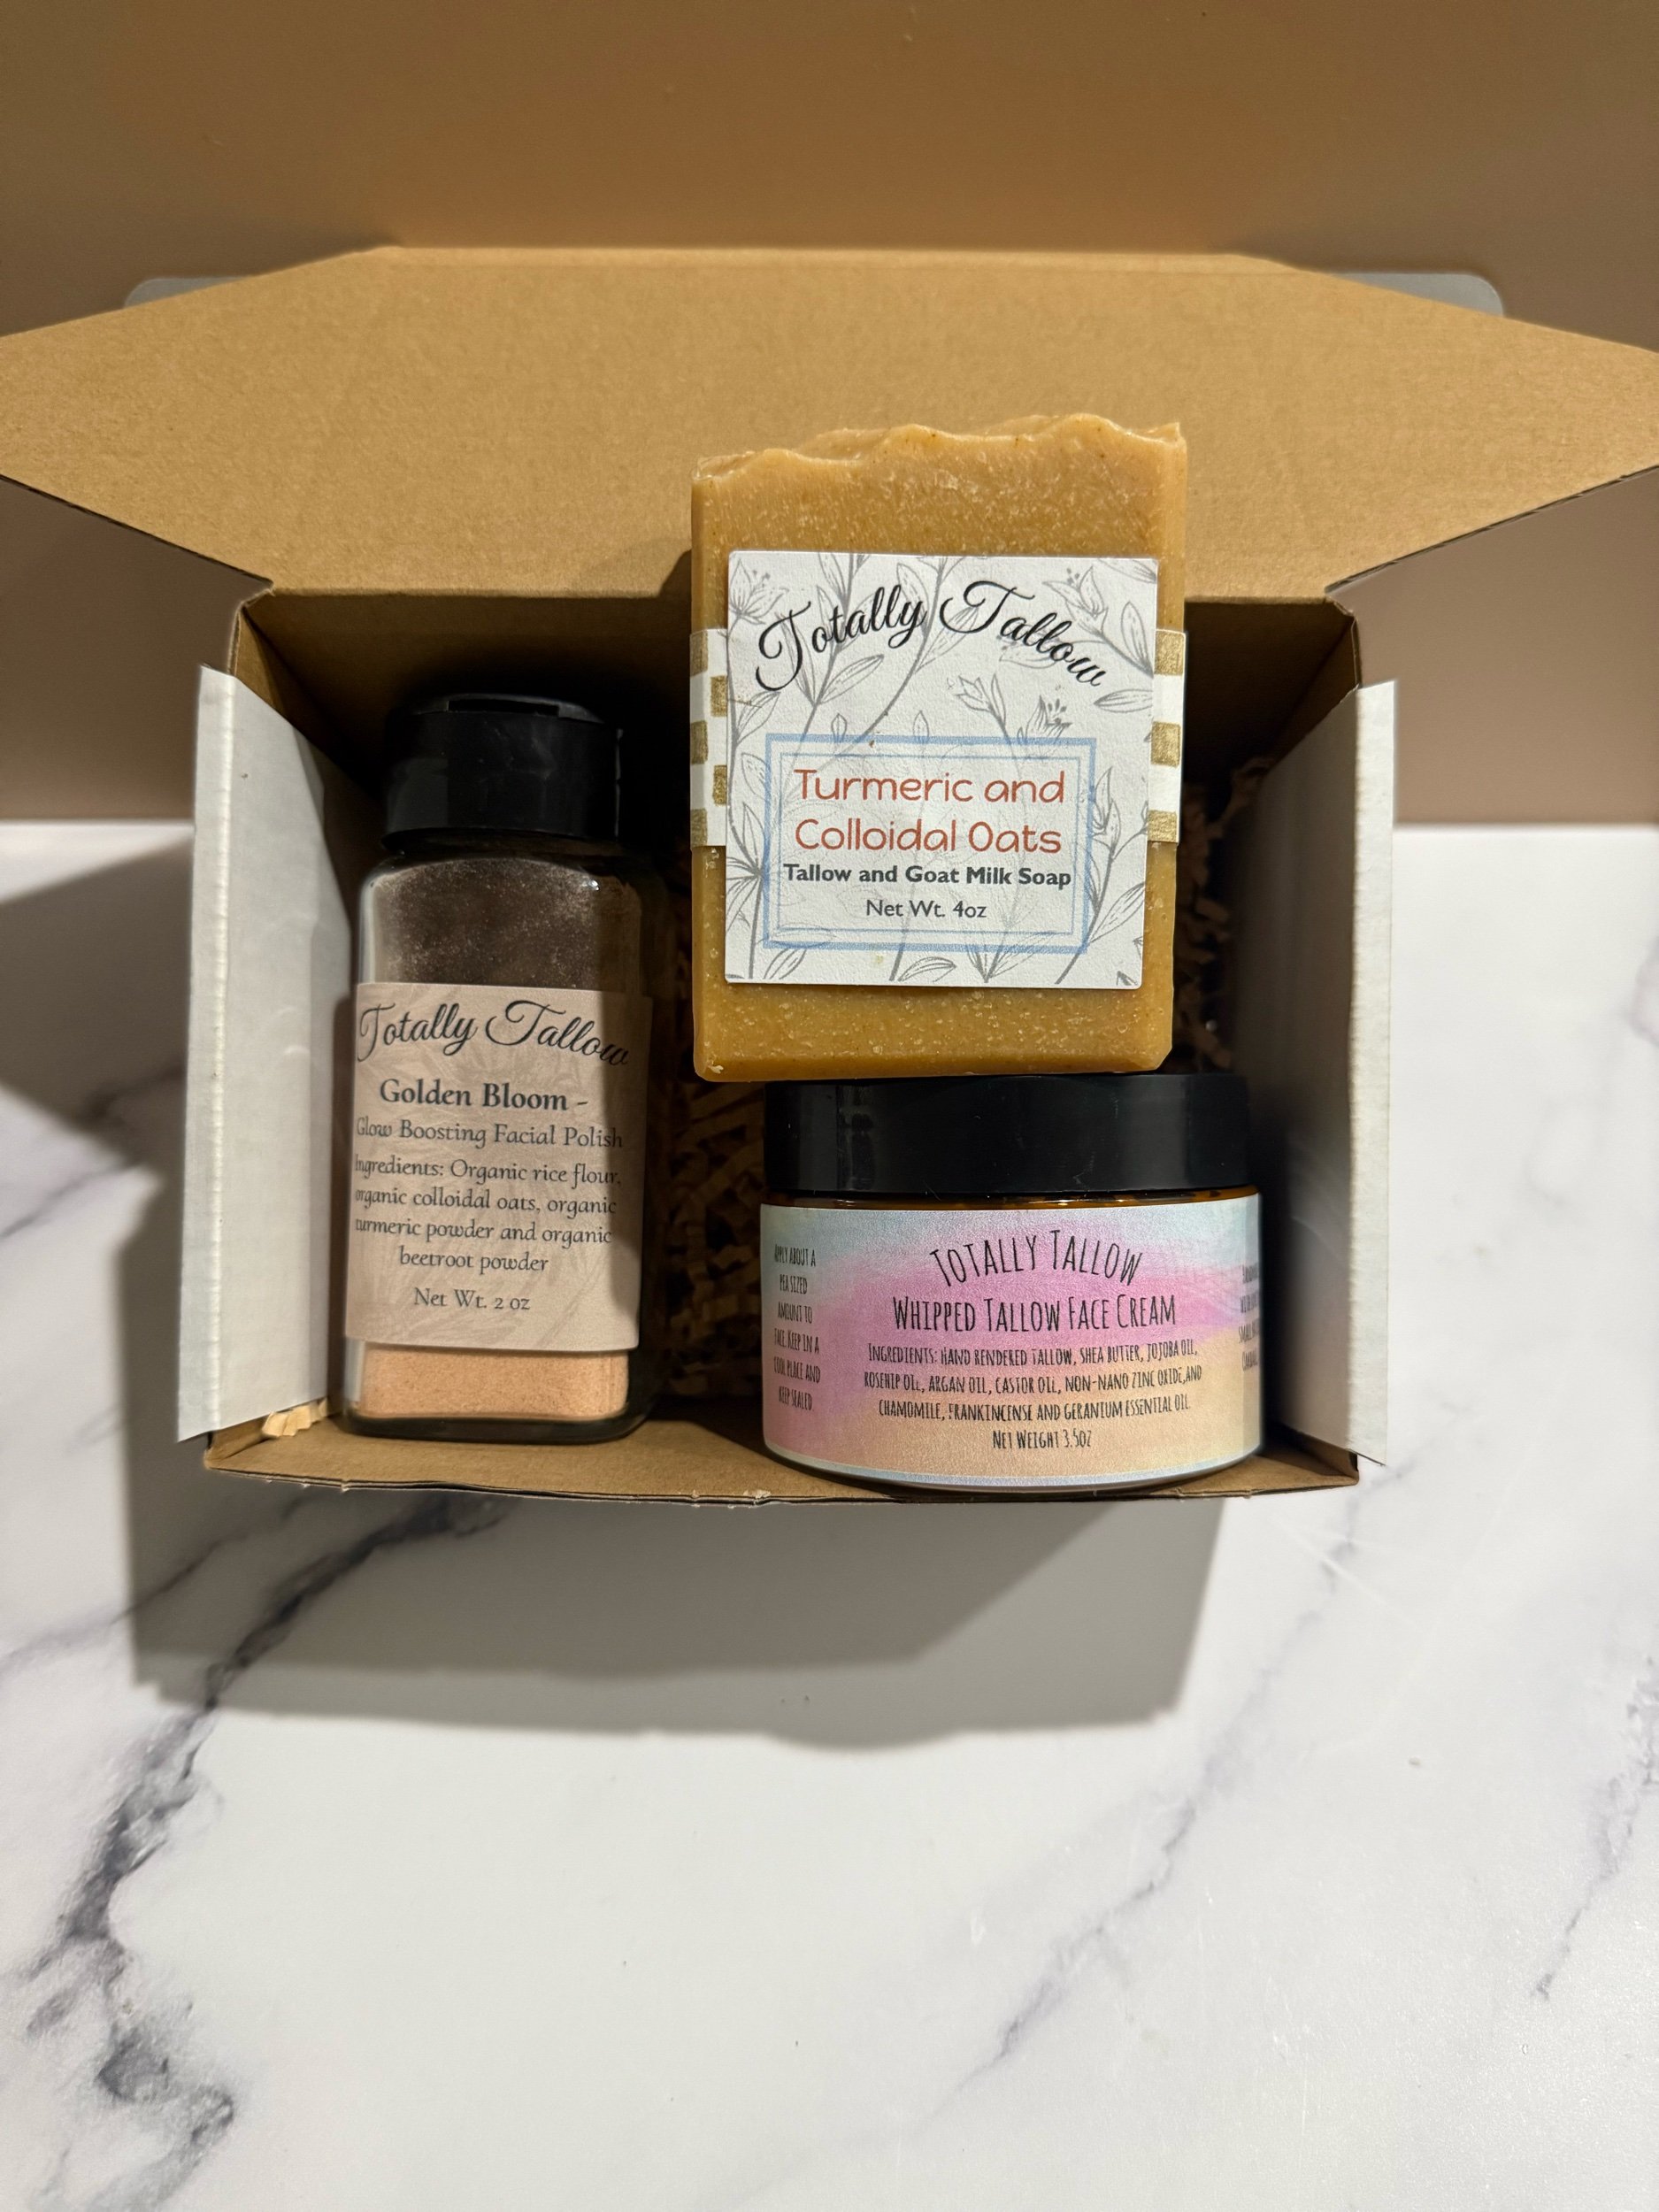 Totally Tallow
Turmeric and
Colloidal Oats
Tallow and Goat Milk Soap
Net Wt. 4oz
Totally Tallow
Golden Bloom -
Glow Boosting Facial Polish
Ingredients: Organic rice flour,
organic colloidal oats, organic
turmeric powder and organic
beetroot powder
Net Wt. 2 oz
APPLY ABOUT A
PEA SIZED
AMOUNT TO
FACE. KEEP IN A
COOL PLACE AND
KEEP SEALED
TOTALLY TALLOW
WHIPPED TALLOW FACE CREAM
INGREDIENTS: HAND RENDERED TALLOW, SHEA BUTTER, JOJOBA OIL,
ROSEHIP OIL, ARGAN OIL, CASTOR OIL, NON-NANO ZINC OXIDE,AND
CHAMOMILE, FRANKINCENSE AND GERANIUM ESSENTIAL OIL
NET WEIGHT 3.5OZ